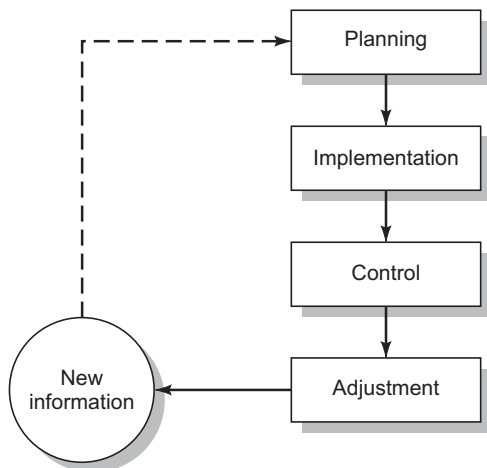 Planning
Implementation
Control
Adjustment
New
information